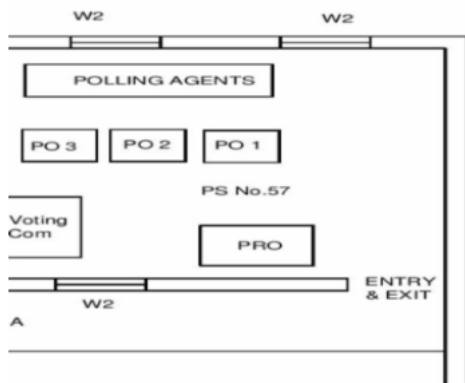 W2
W2
POLLING AGENTS
PO 3
PO 2
PO 1
PS No.57
Voting
Com
PRO
ENTRY
& EXIT
W2
A